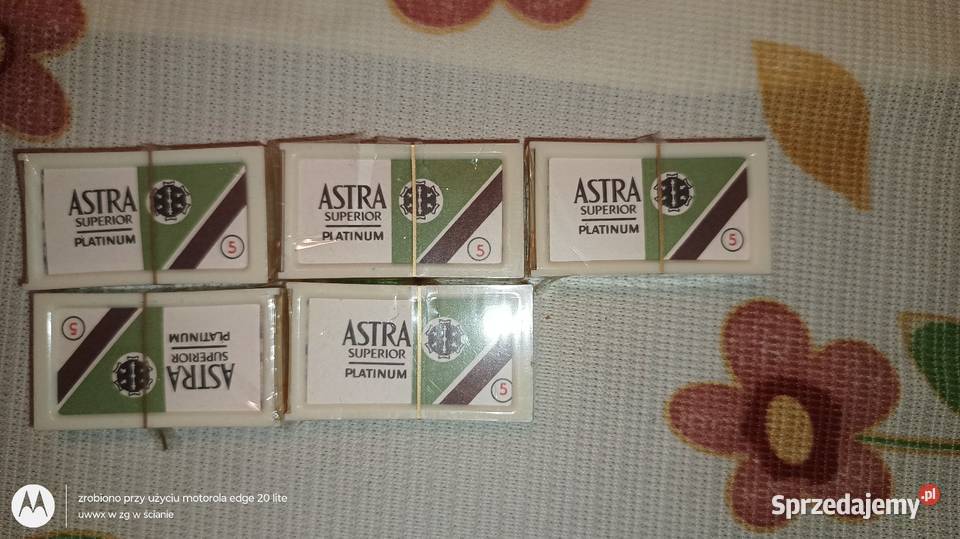 ASTRA
SUPERIOR
PLATINUM
5
ASTRA
SUPERIOR
PLATINUM
5
ASTRA
SUPERIOR
PLATINUM
5
ASTRA
SUPERIOR
PLATINUM
5
ASTRA
SUPERIOR
PLATINUM
5
zrobiono przy użyciu motorola edge 20 lite
uwwx w zg w ścianie
Sprzedajemy.pl